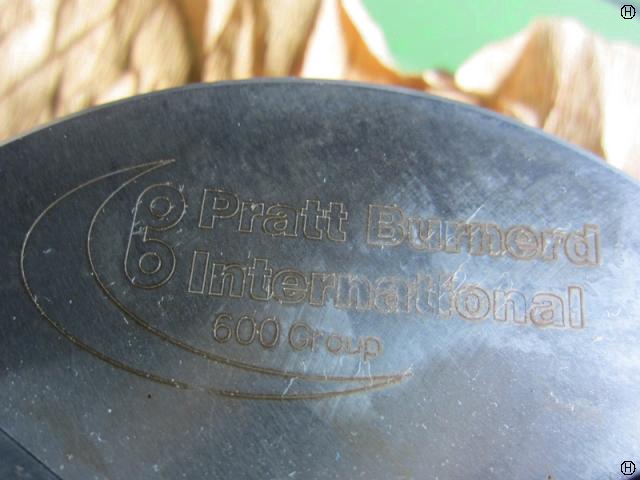 Pratt Burnerd
International
600 Group
H
H